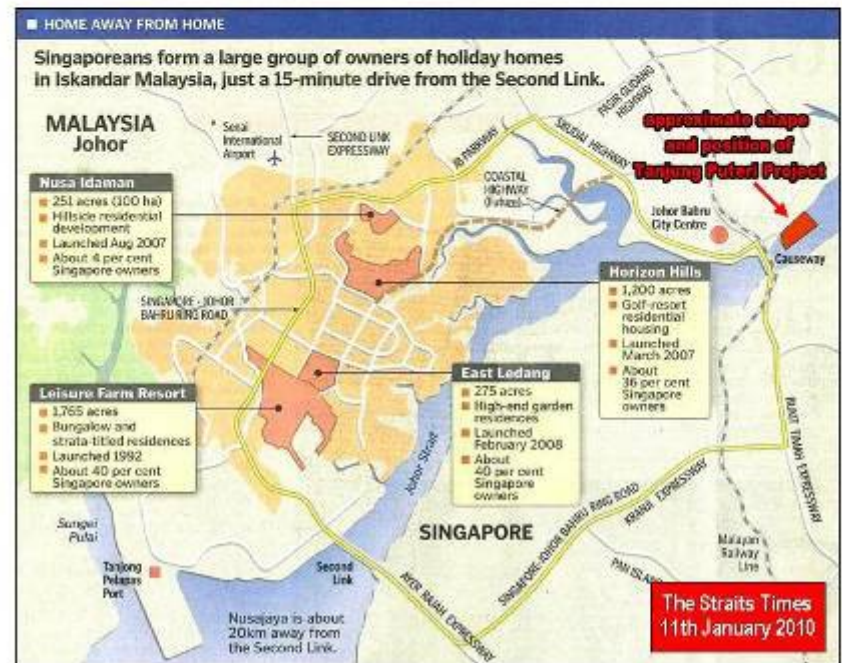 HOME AWAY FROM HOME
Singaporeans form a large group of owners of holiday homes
in Iskandar Malaysia, just a 15-minute drive from the Second Link.
MALAYSIA
Johor
Senai
International
Airport
SECOND LINK
EXPRESSWAY
JB PARKWAY
SKUDAI HIGHWAY
PASIR GUDANG
HIGHWAY
approximate shape
and position of
Tanjung Puteri Project
COASTAL
HIGHWAY
(Future)
Johor Bahru
City Centre
Causeway
Nusa Idaman
251 acres (100 ha)
Hillside residential
development
Launched Aug 2007
About 4 per cent
Singapore owners
SINGAPORE - JOHOR
BAHRU RING ROAD
Horizon Hills
1,200 acres
Golf-resort
residential
housing
Launched
March 2007
About
36 per cent
Singapore
owners
Leisure Farm Resort
1,765 acres
Bungalow and
strata-titled residences
Launched 1992
About 40 per cent
Singapore owners
East Ledang
275 acres
High-end garden
residences
Launched
February 2008
About
40 per cent
Singapore
owners
Johor Strait
BUKIT TIMAH EXPRESSWAY
Sungei
Pulai
SINGAPORE
SINGAPORE-JOHOR BAHRU RING ROAD
KRANJI EXPRESSWAY
Malayan
Railway
Line
Tanjong
Pelapas
Port
Second
Link
AYER RAJAH EXPRESSWAY
PAN ISLAND
Nusajaya is about
20km away from
the Second Link.
The Straits Times
11th January 2010